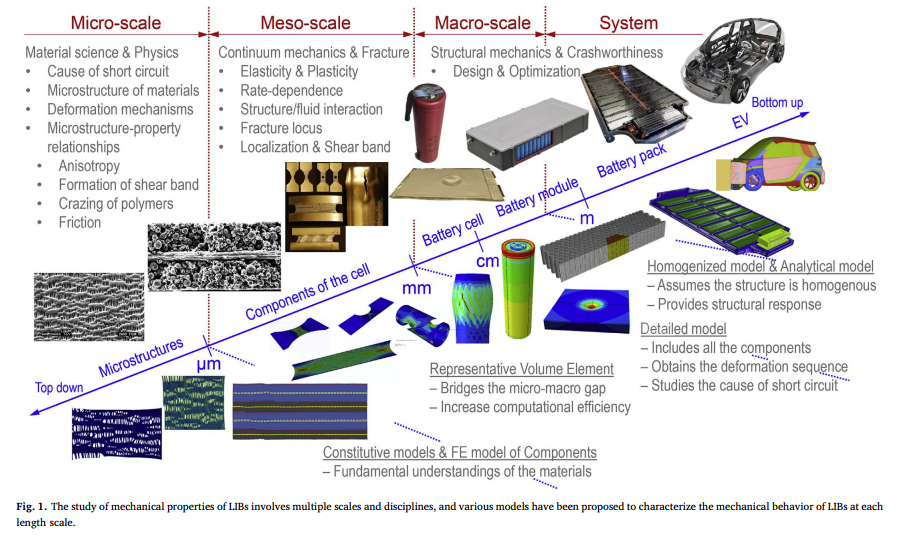 Micro-scale
Meso-scale
Macro-scale
System
Material science & Physics
• Cause of short circuit
• Microstructure of materials
• Deformation mechanisms
• Microstructure-property
relationships
• Anisotropy
• Formation of shear band
• Crazing of polymers
• Friction
Continuum mechanics & Fracture
• Elasticity & Plasticity
• Rate-dependence
• Structure/fluid interaction
• Fracture locus
• Localization & Shear band
Structural mechanics & Crashworthiness
• Design & Optimization
Bottom up
EV
Battery pack
m
Battery module
Battery cell
cm
mm
Components of the cell
μm
Microstructures
Top down
Homogenized model & Analytical model
– Assumes the structure is homogenous
– Provides structural response
Detailed model
– Includes all the components
– Obtains the deformation sequence
– Studies the cause of short circuit
Representative Volume Element
– Bridges the micro-macro gap
– Increase computational efficiency
Constitutive models & FE model of Components
– Fundamental understandings of the materials
Fig. 1. The study of mechanical properties of LIBs involves multiple scales and disciplines, and various models have been proposed to characterize the mechanical behavior of LIBs at each
length scale.